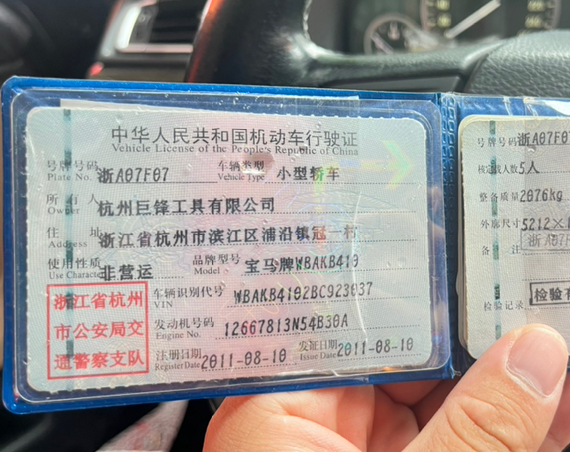 中华人民共和国机动车行驶证
Vehicle License of the People's Republic of China
号牌号码 Plate No. 浙A07F07 车辆类型 Vehicle Type 小型轿车
所有人 Owner 杭州巨锋工具有限公司
住址 Address 浙江省杭州市滨江区浦沿镇冠一村
使用性质 Use Character 非营运 品牌型号 Model 宝马牌WBAKB410
浙江省杭州
市公安局交
通警察支队
车辆识别代号 VIN WBAKB4102BC923037
发动机号码 Engine No. 12667813N54B30A
注册日期 Register Date 2011-08-10 发证日期 Issue Date 2011-08-10
号牌号码 浙A07F07
核定载人数 5人
整备质量 2076kg
外廓尺寸 5212×
备注 浙A07F
检验记录 检验有